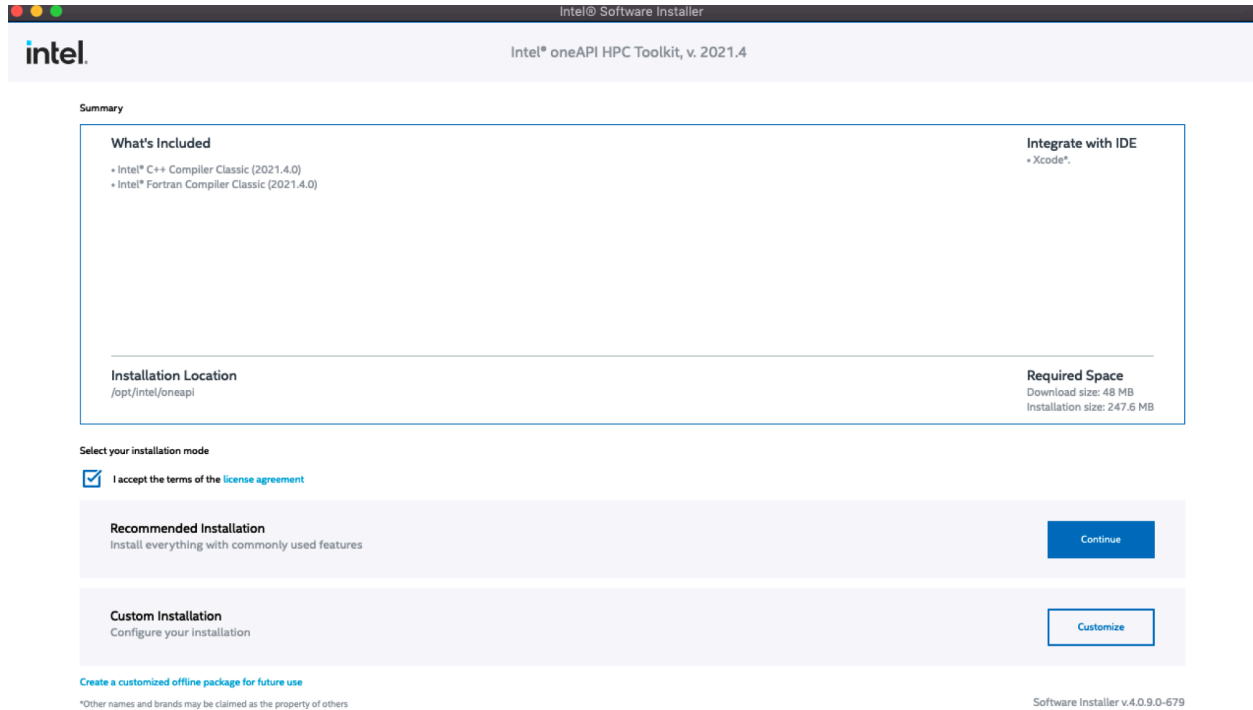 Intel® Software Installer
intel.
Intel® oneAPI HPC Toolkit, v. 2021.4
Summary
What's Included
• Intel® C++ Compiler Classic (2021.4.0)
• Intel® Fortran Compiler Classic (2021.4.0)
Integrate with IDE
• Xcode*.
Installation Location
/opt/intel/oneapi
Required Space
Download size: 48 MB
Installation size: 247.6 MB
Select your installation mode
I accept the terms of the license agreement
Recommended Installation
Install everything with commonly used features
Continue
Custom Installation
Configure your installation
Customize
Create a customized offline package for future use
*Other names and brands may be claimed as the property of others
Software Installer v.4.0.9.0-679